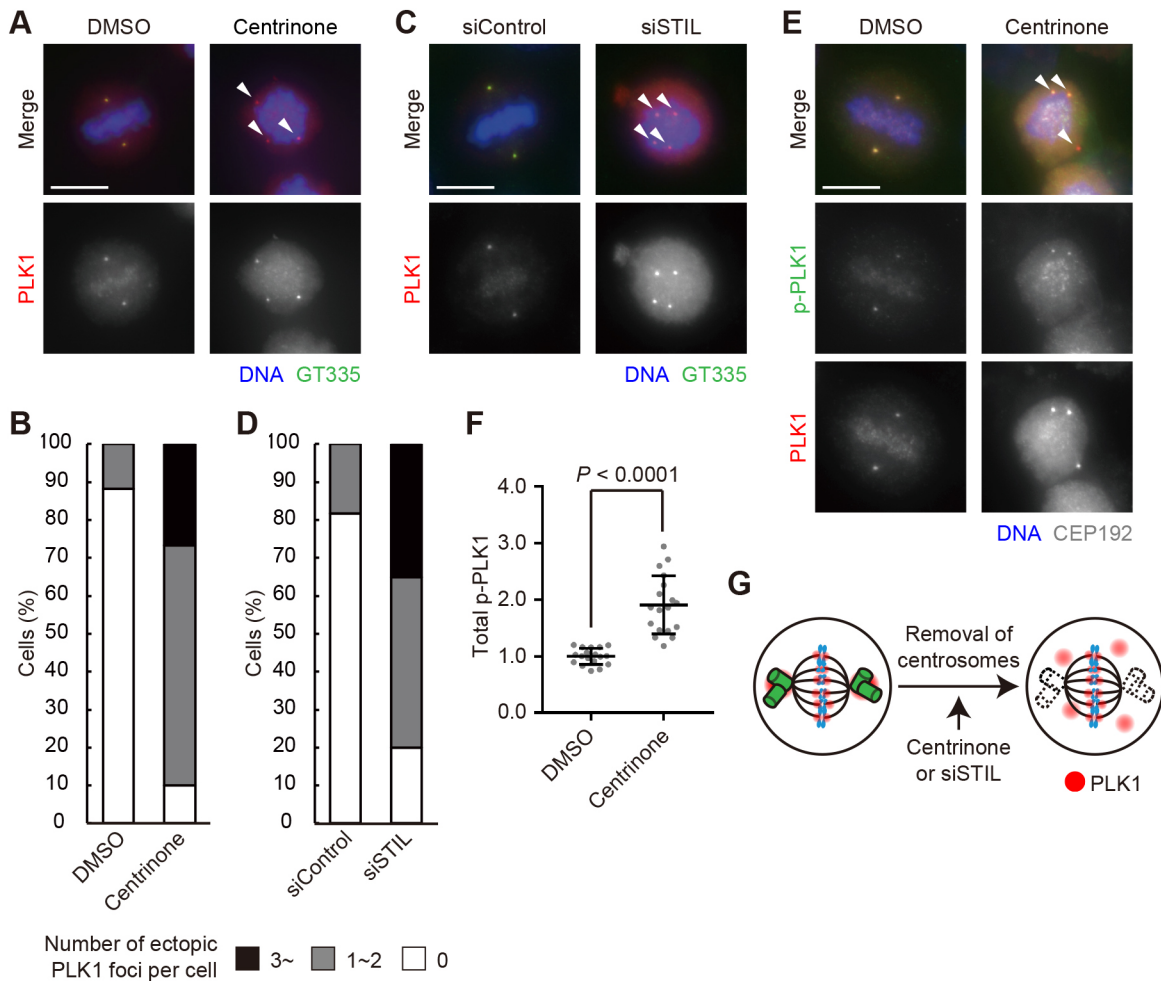 A
DMSO
Centrinone
Merge
PLK1
DNA GT335
C
siControl
siSTIL
Merge
PLK1
DNA GT335
E
DMSO
Centrinone
Merge
p-PLK1
PLK1
DNA CEP192
B
Cells (%)
100
90
80
70
60
50
40
30
20
10
0
DMSO
Centrinone
D
Cells (%)
100
90
80
70
60
50
40
30
20
10
0
siControl
siSTIL
Number of ectopic
PLK1 foci per cell
3~
1~2
0
F
P < 0.0001
Total p-PLK1
4.0
3.0
2.0
1.0
0.0
DMSO
Centrinone
G
Removal of
centrosomes
Centrinone
or siSTIL
PLK1